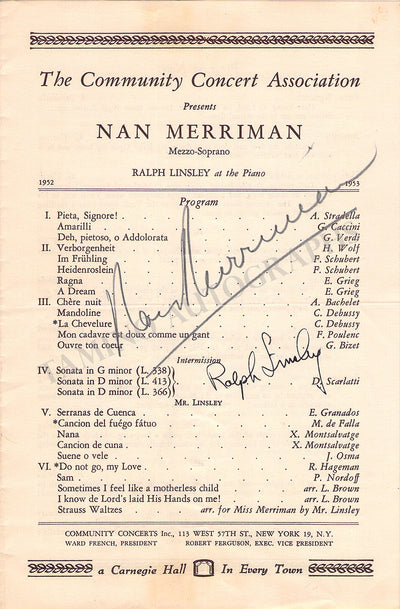 The Community Concert Association
Presents
NAN MERRIMAN
Mezzo-Soprano
RALPH LINSLEY at the Piano
1952 1953
Program
I. Pieta, Signore! . . . . A. Stradella
Amarilli . . . . G. Caccini
Deh, pietoso, o Addolorata . . . . G. Verdi
II. Verborgenheit . . . . H. Wolf
Im Frühling . . . . F. Schubert
Heidenroslein . . . . F. Schubert
Ragna . . . . E. Grieg
A Dream . . . . E. Grieg
III. Chère nuit . . . . A. Bachelet
Mandoline . . . . C. Debussy
*La Chevelure . . . . C. Debussy
Mon cadavre est doux comme un gant . . . . F. Poulenc
Ouvre ton coeur . . . . G. Bizet
Nan Merriman
TAMINO AUTOGRAPHS
Intermission
IV. Sonata in G minor (L. 338)
Sonata in D minor (L. 413) . . . . D. Scarlatti
Sonata in D minor (L. 366)
Ralph Linsley
MR. LINSLEY
V. Serranas de Cuenca . . . . E. Granados
*Cancion del fuégo fátuo . . . . M. de Falla
Nana . . . . X. Montsalvatge
Cancion de cuna . . . . X. Montsalvatge
Suene o vele . . . . J. Osma
VI. *Do not go, my Love . . . . R. Hageman
Sam . . . . P. Nordoff
Sometimes I feel like a motherless child . . . . arr. L. Brown
I know de Lord's laid His Hands on me! . . . . arr. L. Brown
Strauss Waltzes . . . . arr. for Miss Merriman by Mr. Linsley
COMMUNITY CONCERTS Inc., 113 WEST 57TH ST., NEW YORK 19, N.Y.
WARD FRENCH, PRESIDENT ROBERT FERGUSON, EXEC. VICE PRESIDENT
a Carnegie Hall In Every Town